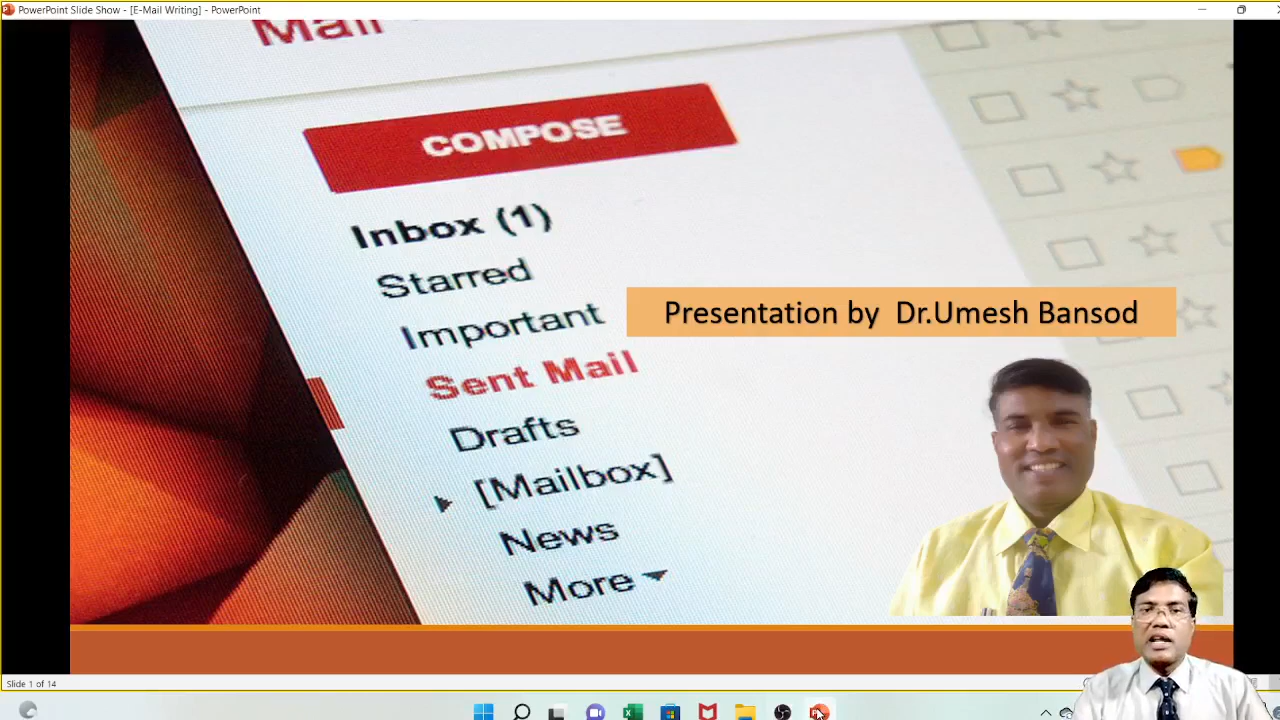 PowerPoint Slide Show - [E-Mail Writing] - PowerPoint
Mail
COMPOSE
Inbox (1)
Starred
Important
Presentation by Dr.Umesh Bansod
Sent Mail
Drafts
[Mailbox]
News
More
Slide 1 of 14